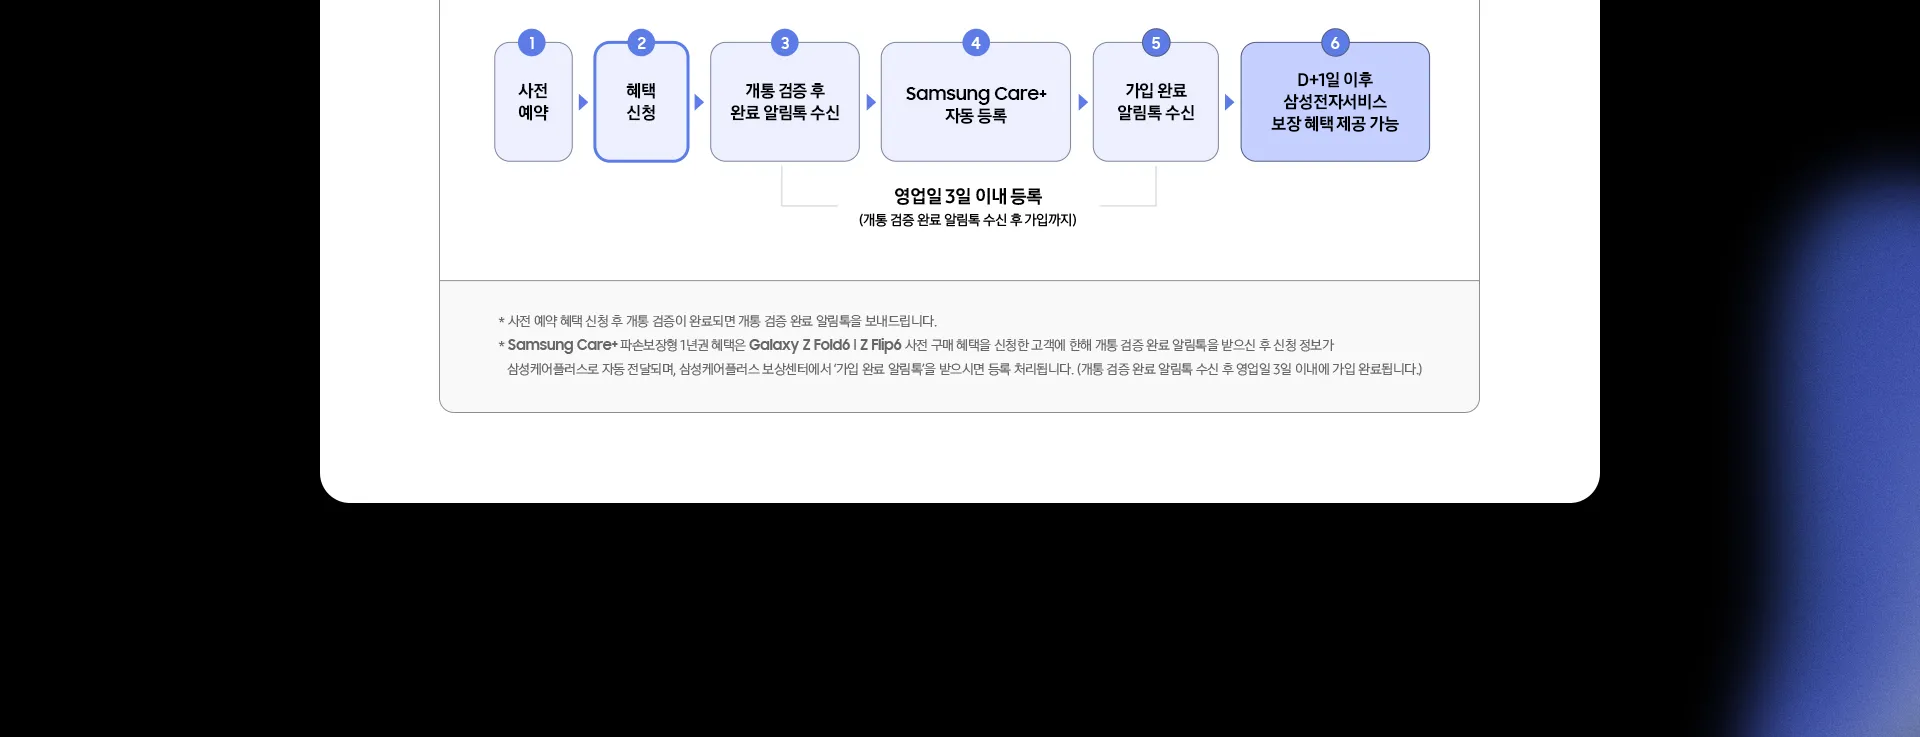 1
사전
예약
2
혜택
신청
3
개통 검증 후
완료 알림톡 수신
4
Samsung Care+
자동 등록
5
가입 완료
알림톡 수신
6
D+1일 이후
삼성전자서비스
보장 혜택 제공 가능
영업일 3일 이내 등록
(개통 검증 완료 알림톡 수신 후 가입까지)
* 사전 예약 혜택 신청 후 개통 검증이 완료되면 개통 검증 완료 알림톡을 보내드립니다.
* Samsung Care+ 파손보장형 1년권 혜택은 Galaxy Z Fold6 | Z Flip6 사전 구매 혜택을 신청한 고객에 한해 개통 검증 완료 알림톡을 받으신 후 신청 정보가
삼성케어플러스로 자동 전달되며, 삼성케어플러스 보상센터에서 '가입 완료 알림톡'을 받으시면 등록 처리됩니다. (개통 검증 완료 알림톡 수신 후 영업일 3일 이내에 가입 완료됩니다.)